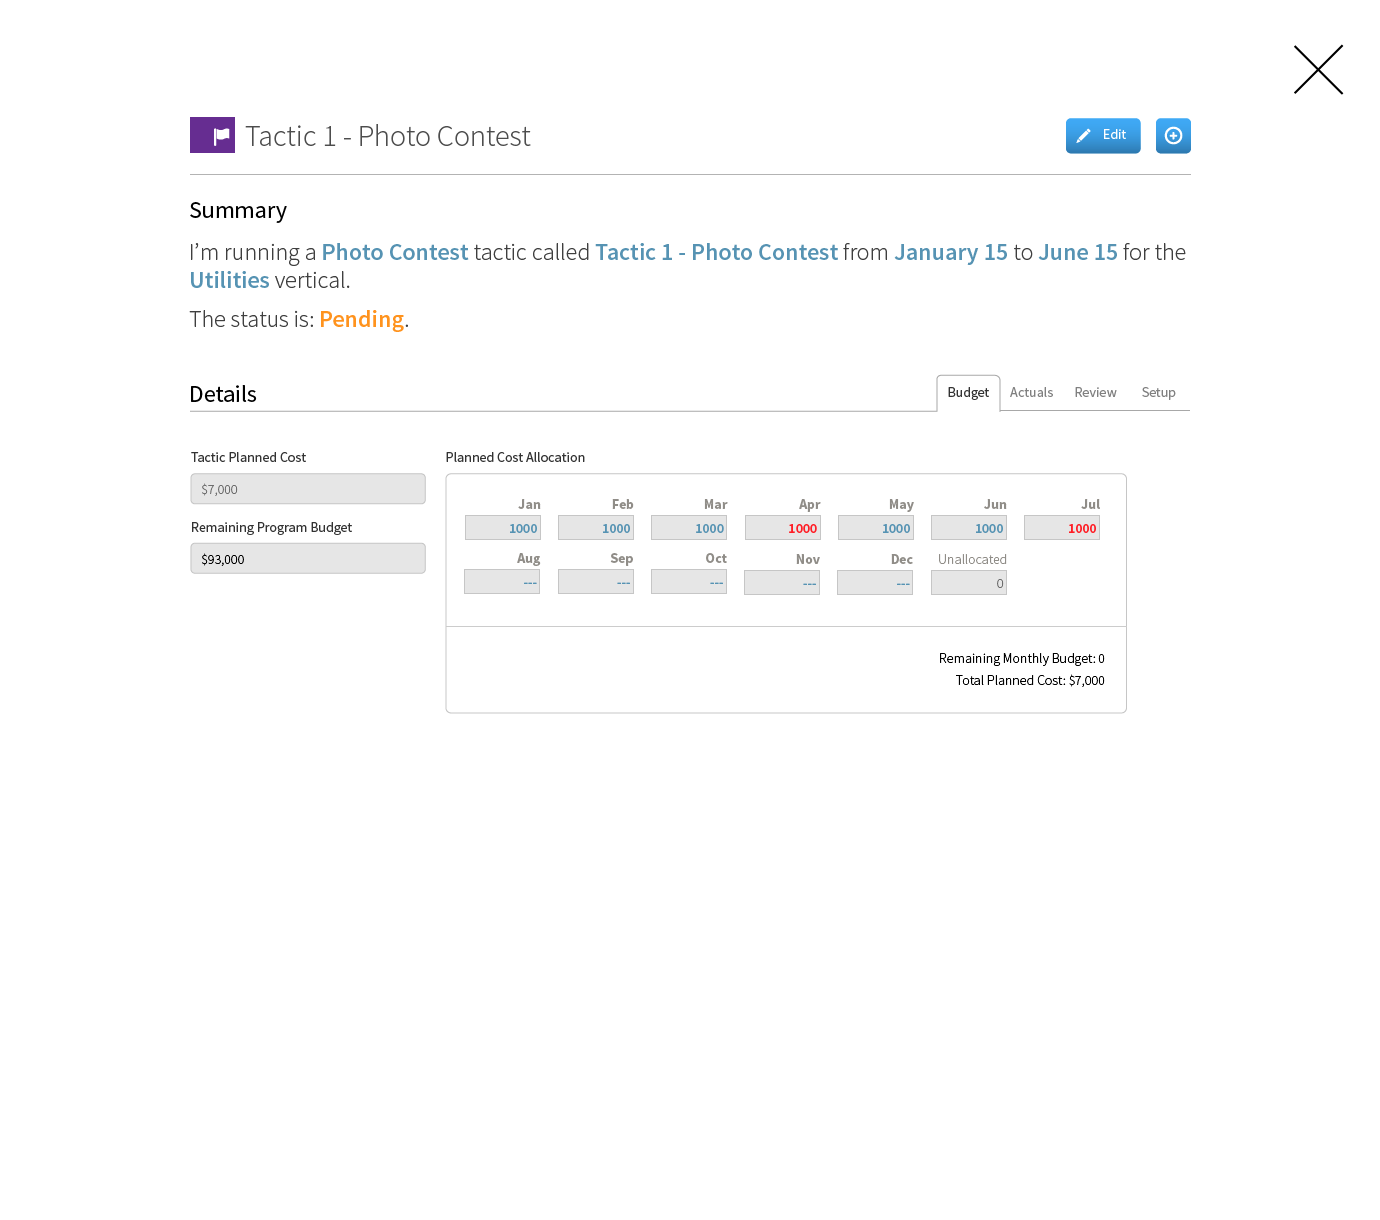 Tactic 1 - Photo Contest
Edit
Summary
I’m running a Photo Contest tactic called Tactic 1 - Photo Contest from January 15 to June 15 for the
Utilities vertical.
The status is: Pending.
Details
Budget Actuals Review Setup
Tactic Planned Cost
$7,000
Remaining Program Budget
$93,000
Planned Cost Allocation
Jan Feb Mar Apr May Jun Jul
1000 1000 1000 1000 1000 1000 1000
Aug Sep Oct Nov Dec Unallocated
--- --- --- --- --- 0
Remaining Monthly Budget: 0
Total Planned Cost: $7,000